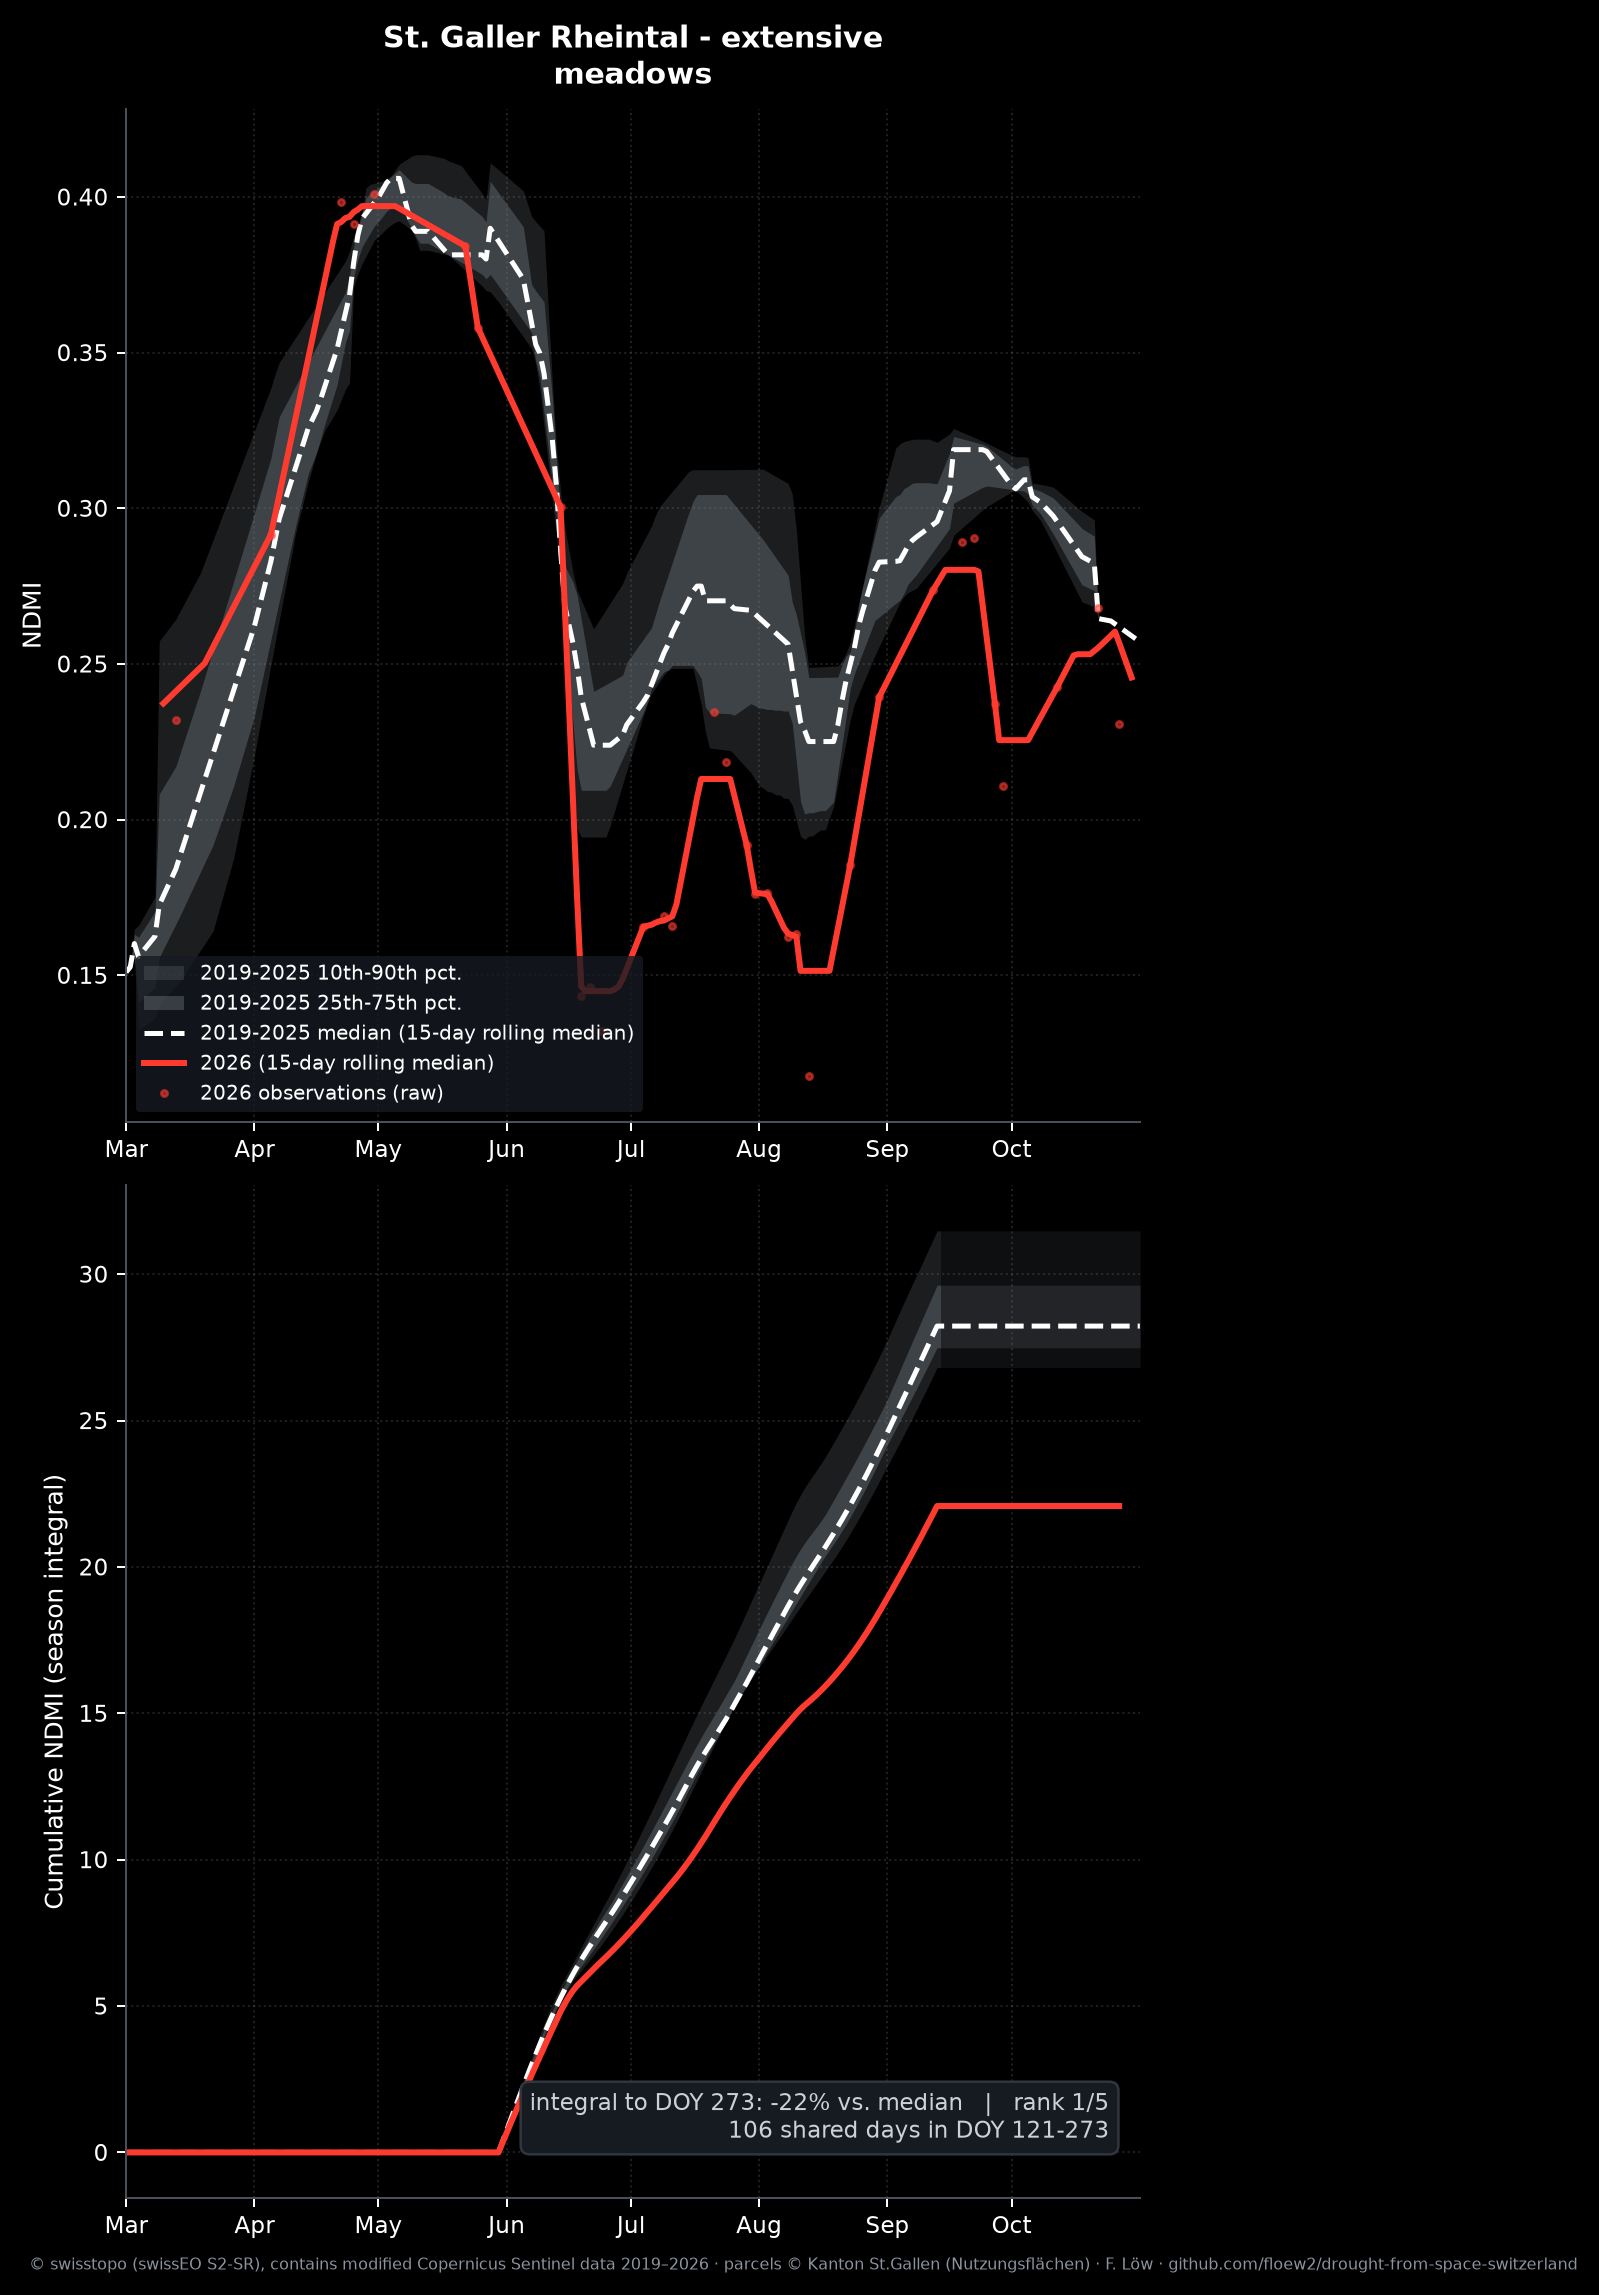 St. Galler Rheintal - extensive
meadows
NDMI
0.40
0.35
0.30
0.25
0.20
0.15
2019-2025 10th-90th pct.
2019-2025 25th-75th pct.
2019-2025 median (15-day rolling median)
2026 (15-day rolling median)
2026 observations (raw)
Mar Apr May Jun Jul Aug Sep Oct
Cumulative NDMI (season integral)
30
25
20
15
10
5
0
integral to DOY 273: -22% vs. median | rank 1/5
106 shared days in DOY 121-273
Mar Apr May Jun Jul Aug Sep Oct
© swisstopo (swissEO S2-SR), contains modified Copernicus Sentinel data 2019–2026 · parcels © Kanton St.Gallen (Nutzungsflächen) · F. Löw · github.com/floew2/drought-from-space-switzerland